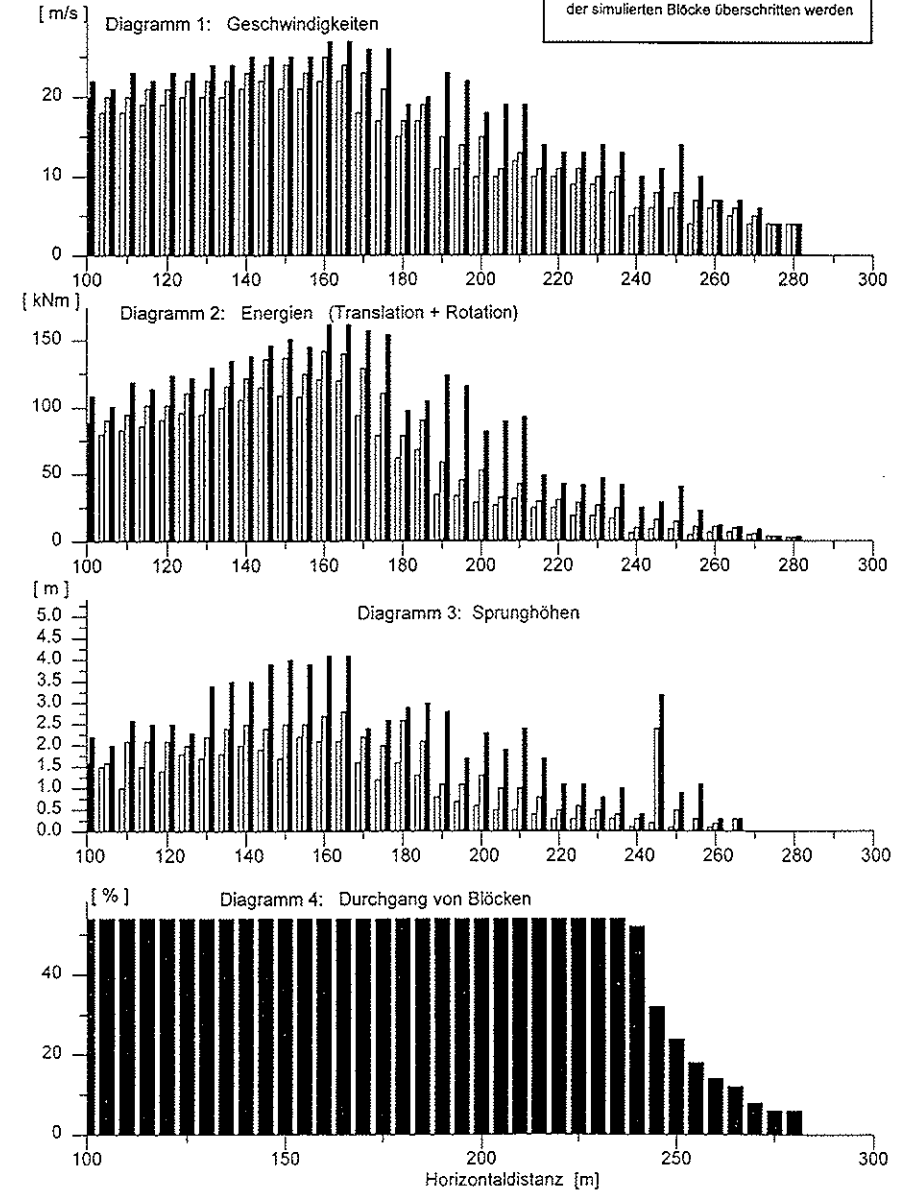 der simulierten Blöcke überschritten werden
[ m/s ]
Diagramm 1: Geschwindigkeiten
20
10
0
100 120 140 160 180 200 220 240 260 280 300
[ kNm ]
Diagramm 2: Energien (Translation + Rotation)
150
100
50
0
100 120 140 160 180 200 220 240 260 280 300
[ m ]
Diagramm 3: Sprunghöhen
5.0
4.5
4.0
3.5
3.0
2.5
2.0
1.5
1.0
0.5
0.0
100 120 140 160 180 200 220 240 260 280 300
[ % ]
Diagramm 4: Durchgang von Blöcken
40
20
0
100 150 200 250 300
Horizontaldistanz [m]